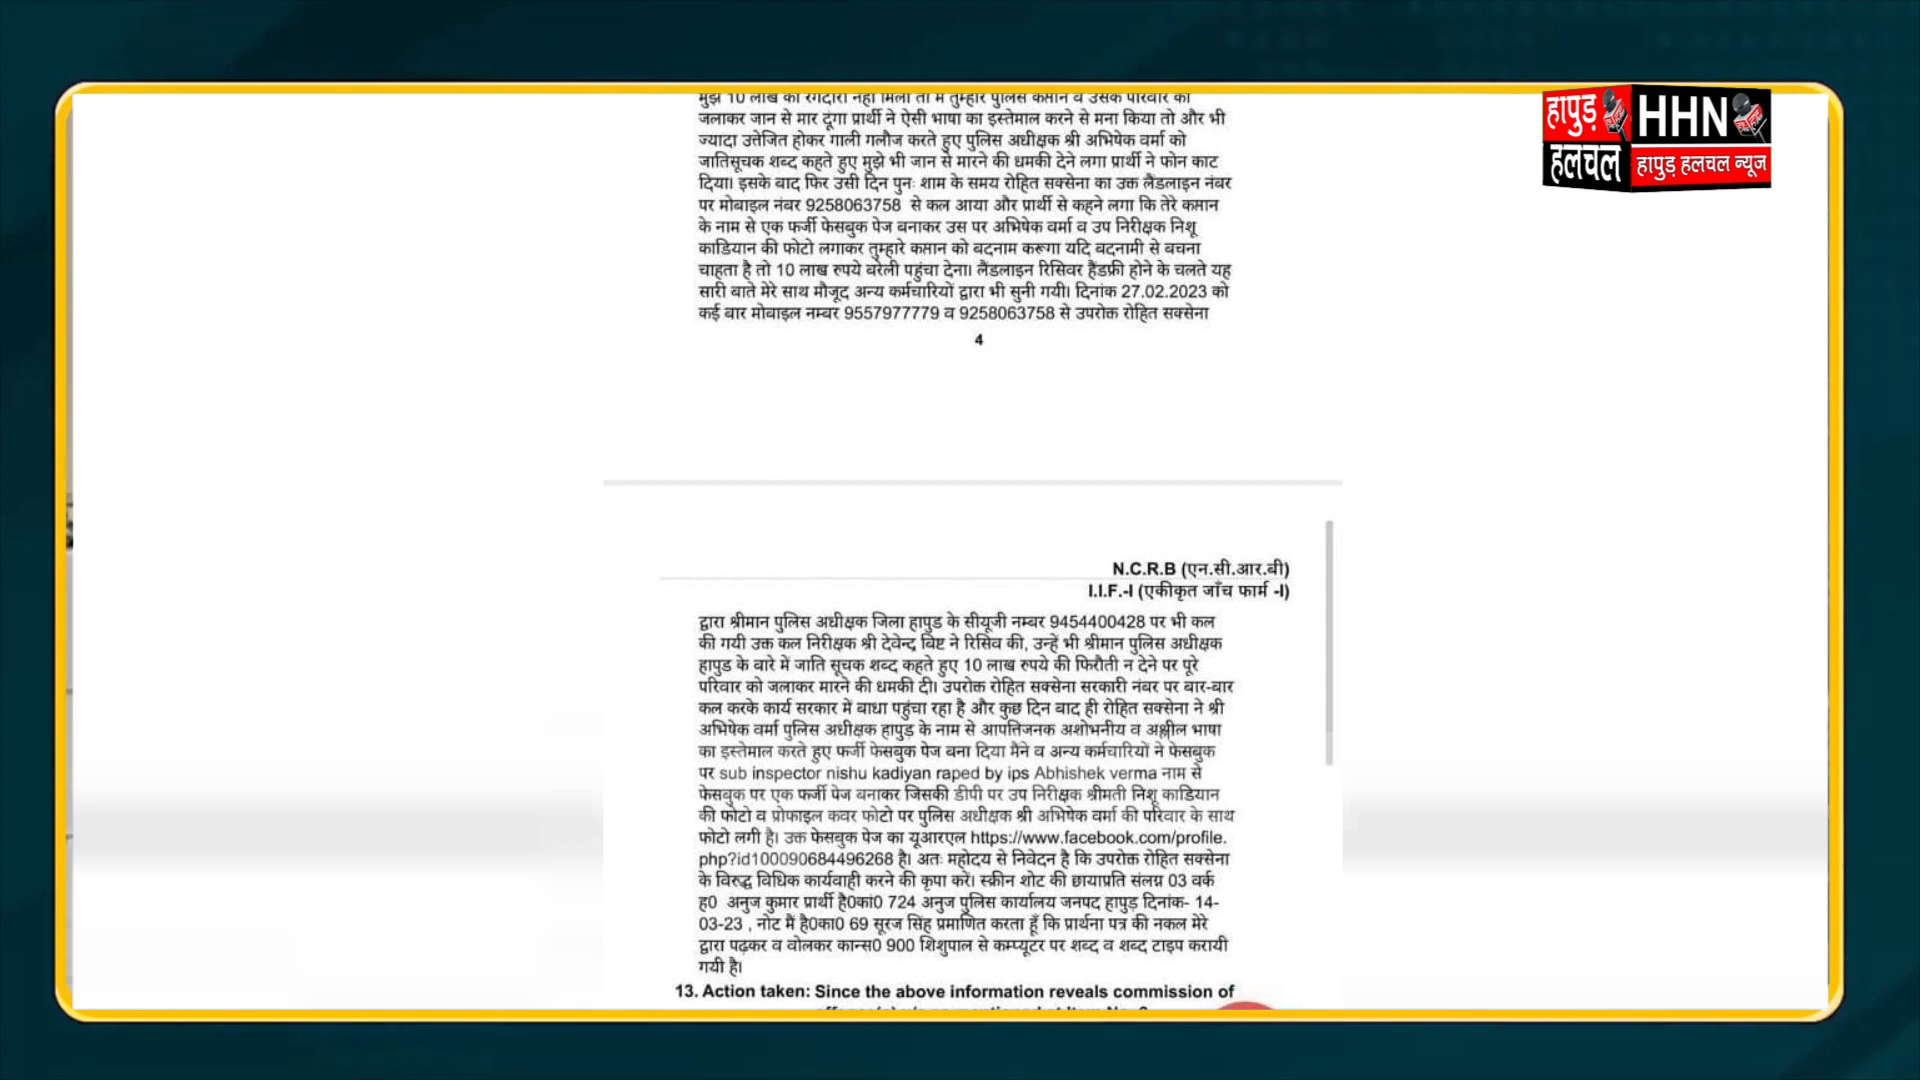 हापुड़
हलचल
HHN
हापुड़ हलचल न्यूज
मुझे 10 लाख की रंगदारी नहीं मिली तो मैं तुम्हारे पुलिस कप्तान व उसके परिवार को
जलाकर जान से मार दूंगा प्रार्थी ने ऐसी भाषा का इस्तेमाल करने से मना किया तो और भी
ज्यादा उत्तेजित होकर गाली गलौज करते हुए पुलिस अधीक्षक श्री अभिषेक वर्मा को
जातिसूचक शब्द कहते हुए मुझे भी जान से मारने की धमकी देने लगा प्रार्थी ने फोन काट
दिया। इसके बाद फिर उसी दिन पुनः शाम के समय रोहित सक्सेना का उक्त लैंडलाइन नंबर
पर मोबाइल नंबर 9258063758 से कल आया और प्रार्थी से कहने लगा कि तेरे कप्तान
के नाम से एक फर्जी फेसबुक पेज बनाकर उस पर अभिषेक वर्मा व उप निरीक्षक निशू
काडियान की फोटो लगाकर तुम्हारे कप्तान को बदनाम करूगा यदि बदनामी से बचना
चाहता है तो 10 लाख रुपये बरेली पहुंचा देना। लैंडलाइन रिसिवर हैंडफ्री होने के चलते यह
सारी बाते मेरे साथ मौजूद अन्य कर्मचारियों द्वारा भी सुनी गयी। दिनांक 27.02.2023 को
कई बार मोबाइल नम्बर 9557977779 व 9258063758 से उपरोक्त रोहित सक्सेना
4
N.C.R.B (एन.सी.आर.बी)
I.I.F.-I (एकीकृत जाँच फार्म -I)
द्वारा श्रीमान पुलिस अधीक्षक जिला हापुड के सीयूजी नम्बर 9454400428 पर भी कल
की गयी उक्त कल निरीक्षक श्री देवेन्द्र बिष्ट ने रिसिव की, उन्हें भी श्रीमान पुलिस अधीक्षक
हापुड के बारे में जाति सूचक शब्द कहते हुए 10 लाख रुपये की फिरौती न देने पर पूरे
परिवार को जलाकर मारने की धमकी दी। उपरोक्त रोहित सक्सेना सरकारी नंबर पर बार-बार
कल करके कार्य सरकार में बाधा पहुंचा रहा है और कुछ दिन बाद ही रोहित सक्सेना ने श्री
अभिषेक वर्मा पुलिस अधीक्षक हापुड के नाम से आपत्तिजनक अशोभनीय व अश्लील भाषा
का इस्तेमाल करते हुए फर्जी फेसबुक पेज बना दिया मैंने व अन्य कर्मचारियों ने फेसबुक
पर sub inspector nishu kadiyan raped by ips Abhishek verma नाम से
फेसबुक पर एक फर्जी पेज बनाकर जिसकी डीपी पर उप निरीक्षक श्रीमती निशू काडियान
की फोटो व प्रोफाइल कवर फोटो पर पुलिस अधीक्षक श्री अभिषेक वर्मा की परिवार के साथ
फोटो लगी है। उक्त फेसबुक पेज का यूआरएल https://www.facebook.com/profile.
php?id100090684496268 है। अतः महोदय से निवेदन है कि उपरोक्त रोहित सक्सेना
के विरुद्ध विधिक कार्यवाही करने की कृपा करें। स्क्रीन शोट की छायाप्रति संलग्न 03 वर्क
ह0 अनुज कुमार प्रार्थी है0कां0 724 अनुज पुलिस कार्यालय जनपद हापुड दिनांक- 14-
03-23 , नोट मैं है0का0 69 सूरज सिंह प्रमाणित करता हूँ कि प्रार्थना पत्र की नकल मेरे
द्वारा पढ़कर व वोलकर कान्स0 900 शिशुपाल से कम्प्यूटर पर शब्द व शब्द टाइप करायी
गयी है।
13. Action taken: Since the above information reveals commission of